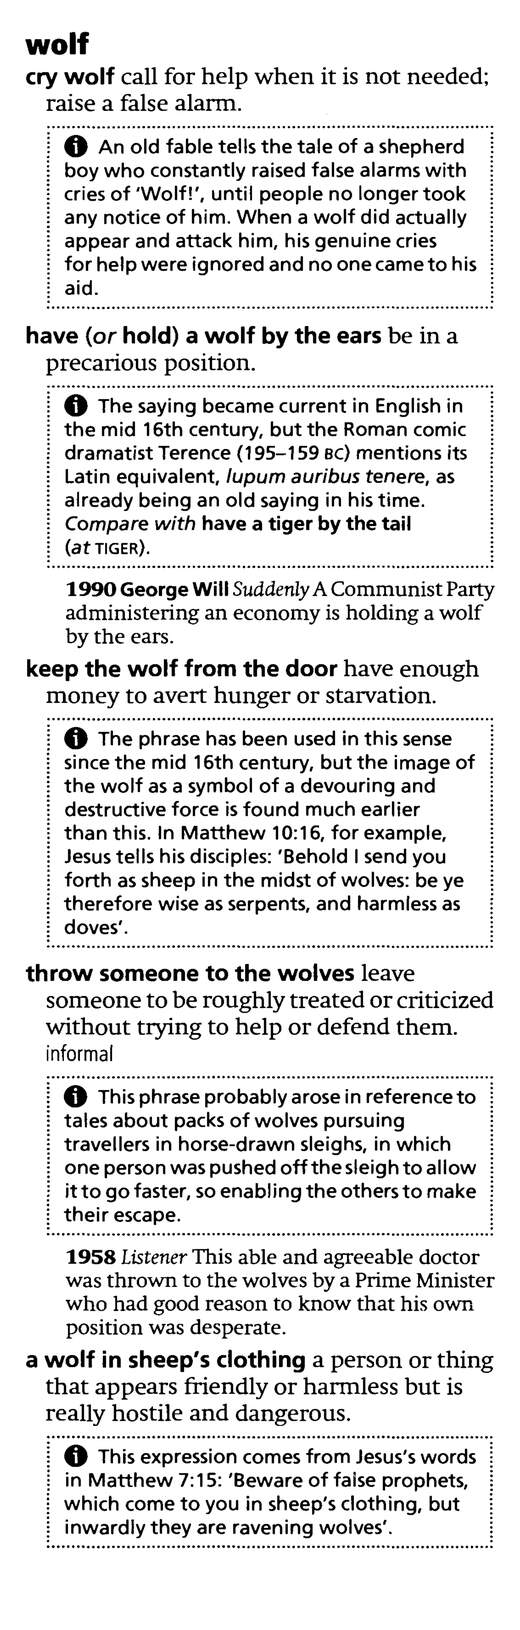 wolf
cry wolf call for help when it is not needed;
raise a false alarm.
An old fable tells the tale of a shepherd
boy who constantly raised false alarms with
cries of ‘Wolf!’, until people no longer took
any notice of him. When a wolf did actually
appear and attack him, his genuine cries
for help were ignored and no one came to his
aid.
have (or hold) a wolf by the ears be in a
precarious position.
The saying became current in English in
the mid 16th century, but the Roman comic
dramatist Terence (195–159 BC) mentions its
Latin equivalent, lupum auribus tenere, as
already being an old saying in his time.
Compare with have a tiger by the tail
(at TIGER).
1990 George Will Suddenly A Communist Party
administering an economy is holding a wolf
by the ears.
keep the wolf from the door have enough
money to avert hunger or starvation.
The phrase has been used in this sense
since the mid 16th century, but the image of
the wolf as a symbol of a devouring and
destructive force is found much earlier
than this. In Matthew 10:16, for example,
Jesus tells his disciples: ‘Behold I send you
forth as sheep in the midst of wolves: be ye
therefore wise as serpents, and harmless as
doves’.
throw someone to the wolves leave
someone to be roughly treated or criticized
without trying to help or defend them.
informal
This phrase probably arose in reference to
tales about packs of wolves pursuing
travellers in horse-drawn sleighs, in which
one person was pushed off the sleigh to allow
it to go faster, so enabling the others to make
their escape.
1958 Listener This able and agreeable doctor
was thrown to the wolves by a Prime Minister
who had good reason to know that his own
position was desperate.
a wolf in sheep’s clothing a person or thing
that appears friendly or harmless but is
really hostile and dangerous.
This expression comes from Jesus’s words
in Matthew 7:15: ‘Beware of false prophets,
which come to you in sheep’s clothing, but
inwardly they are ravening wolves’.